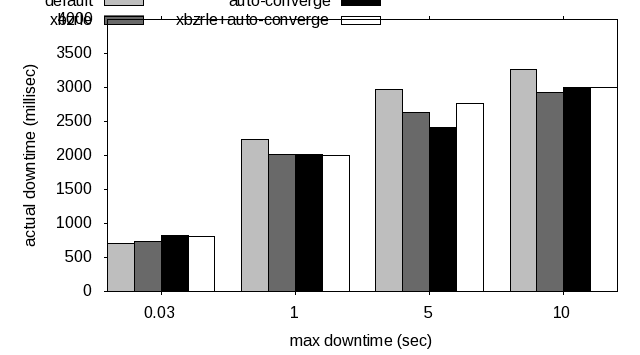 default auto-converge
xbzrle xbzrle+auto-converge
4000
3500
3000
2500
2000
1500
1000
500
0
actual downtime (millisec)
0.03 1 5 10
max downtime (sec)